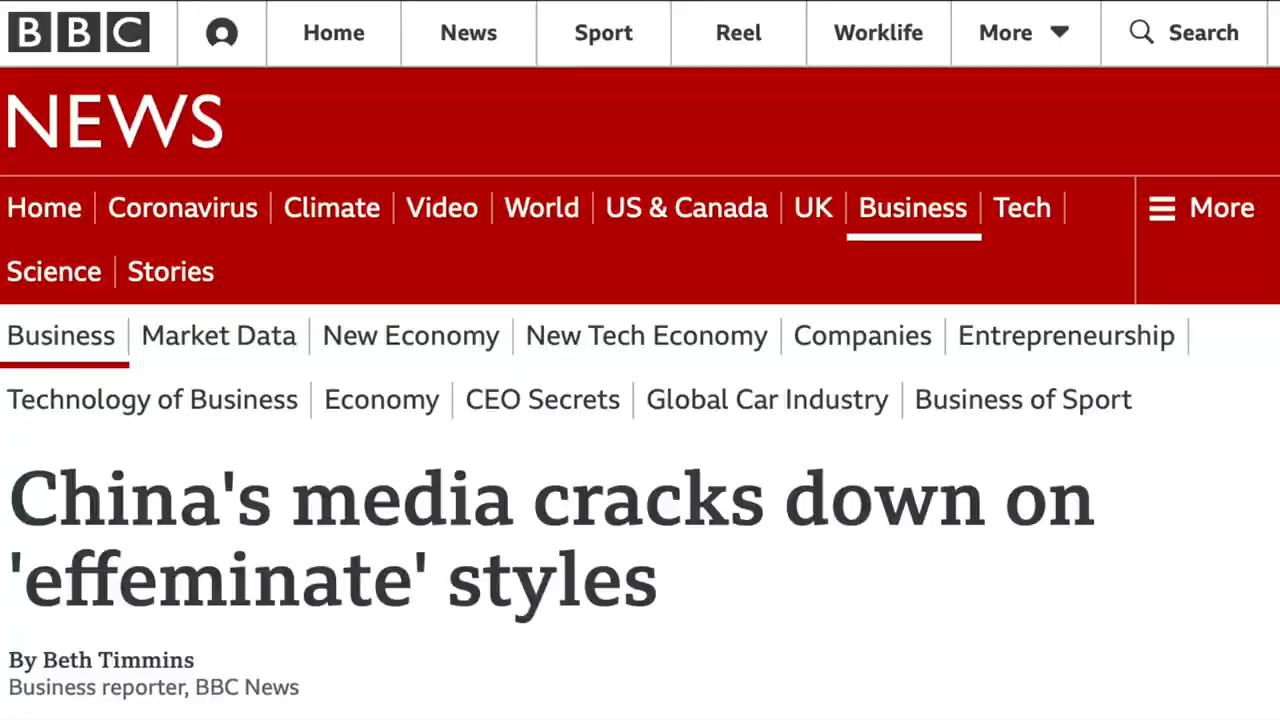 BBC Home News Sport Reel Worklife More Search
NEWS
Home Coronavirus Climate Video World US & Canada UK Business Tech More
Science Stories
Business Market Data New Economy New Tech Economy Companies Entrepreneurship
Technology of Business Economy CEO Secrets Global Car Industry Business of Sport
China's media cracks down on
'effeminate' styles
By Beth Timmins
Business reporter, BBC News